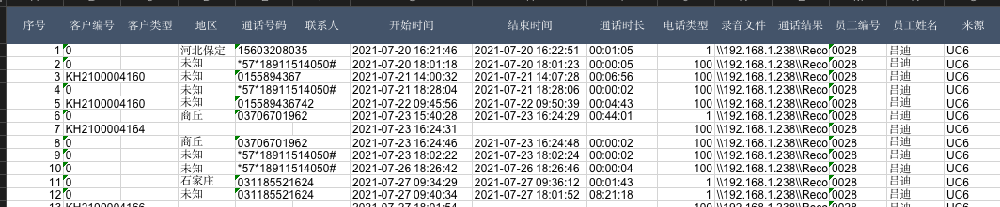 序号 客户编号 客户类型 地区 通话号码 联系人 开始时间 结束时间 通话时长 电话类型 录音文件 通话结果 员工编号 员工姓名 来源
1 0 河北保定 15603208035 2021-07-20 16:21:46 2021-07-20 16:22:51 00:01:05 1 \\192.168.1.238\\Reco 0028 吕迪 UC6
2 0 未知 *57*18911514050# 2021-07-20 18:01:18 2021-07-20 18:01:23 00:00:05 100 \\192.168.1.238\\Reco 0028 吕迪 UC6
3 KH2100004160 未知 0155894367 2021-07-21 14:00:32 2021-07-21 14:07:28 00:06:56 100 \\192.168.1.238\\Reco 0028 吕迪 UC6
4 0 未知 *57*18911514050# 2021-07-21 18:28:04 2021-07-21 18:28:06 00:00:02 100 \\192.168.1.238\\Reco 0028 吕迪 UC6
5 KH2100004160 未知 015589436742 2021-07-22 09:45:56 2021-07-22 09:50:39 00:04:43 100 \\192.168.1.238\\Reco 0028 吕迪 UC6
6 0 商丘 03706701962 2021-07-23 15:40:28 2021-07-23 16:24:29 00:44:01 1 \\192.168.1.238\\Reco 0028 吕迪 UC6
7 KH2100004164 2021-07-23 16:24:31 100 \\192.168.1.238\\Reco 0028 吕迪 UC6
8 0 商丘 03706701962 2021-07-23 16:24:46 2021-07-23 16:24:48 00:00:02 100 \\192.168.1.238\\Reco 0028 吕迪 UC6
9 0 未知 *57*18911514050# 2021-07-23 18:02:22 2021-07-23 18:02:24 00:00:02 100 \\192.168.1.238\\Reco 0028 吕迪 UC6
10 0 未知 *57*18911514050# 2021-07-26 18:26:42 2021-07-26 18:26:46 00:00:04 100 \\192.168.1.238\\Reco 0028 吕迪 UC6
11 0 石家庄 031185521624 2021-07-27 09:34:29 2021-07-27 09:36:12 00:01:43 1 \\192.168.1.238\\Reco 0028 吕迪 UC6
12 0 未知 031185521624 2021-07-27 09:40:34 2021-07-27 18:01:52 08:21:18 1 \\192.168.1.238\\Reco 0028 吕迪 UC6